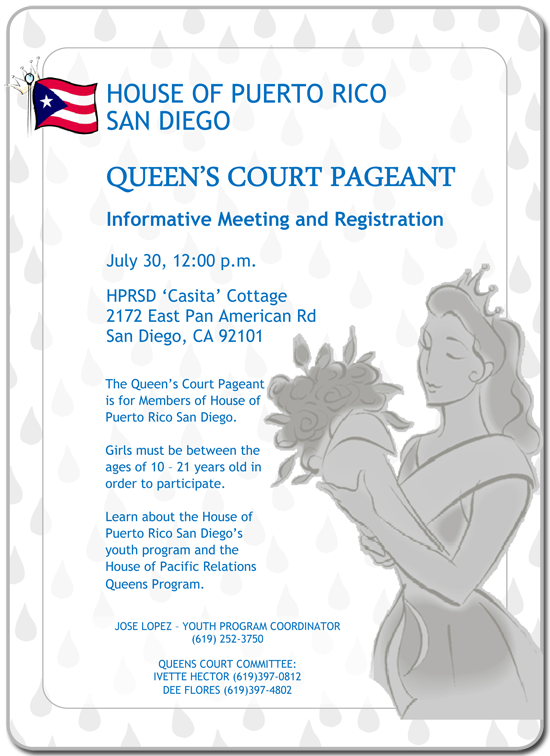 HOUSE OF PUERTO RICO
SAN DIEGO
QUEEN'S COURT PAGEANT
Informative Meeting and Registration
July 30, 12:00 p.m.
HPRSD ‘Casita’ Cottage
2172 East Pan American Rd
San Diego, CA 92101
The Queen's Court Pageant
is for Members of House of
Puerto Rico San Diego.
Girls must be between the
ages of 10 – 21 years old in
order to participate.
Learn about the House of
Puerto Rico San Diego's
youth program and the
House of Pacific Relations
Queens Program.
JOSE LOPEZ – YOUTH PROGRAM COORDINATOR
(619) 252-3750
QUEENS COURT COMMITTEE:
IVETTE HECTOR (619)397-0812
DEE FLORES (619)397-4802